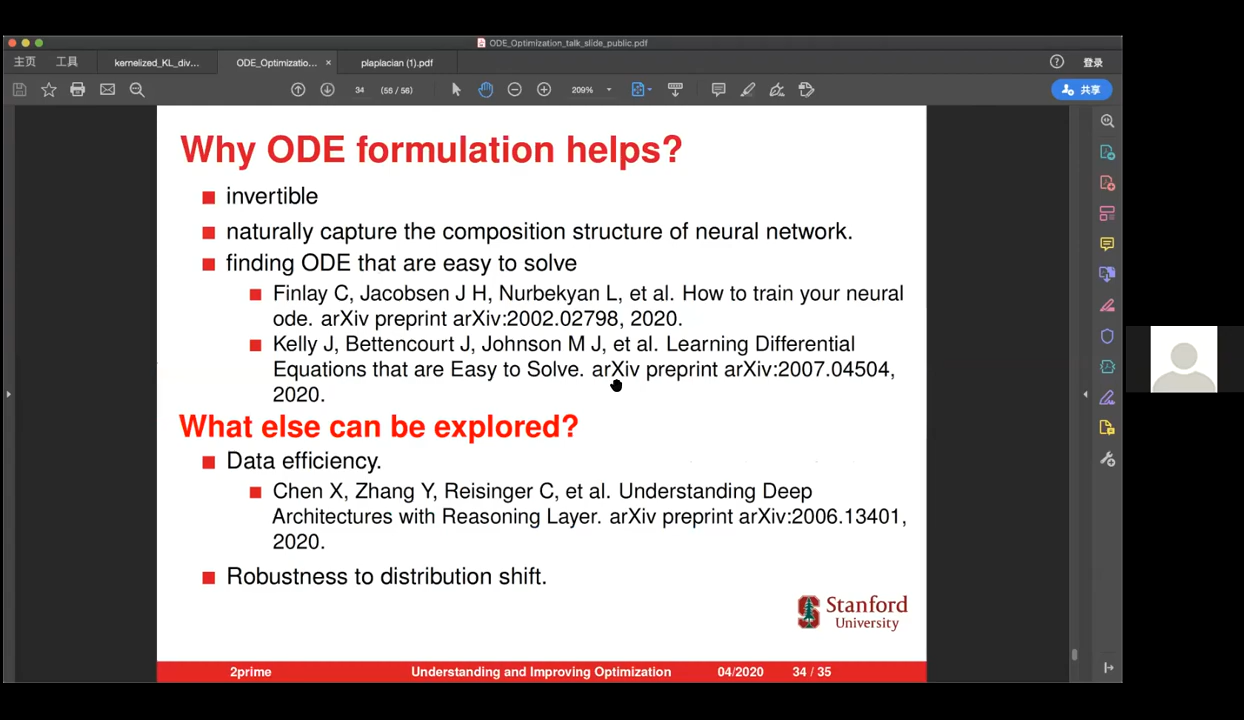 ODE_Optimization_talk_slide_public.pdf
主页 工具 kernelized_KL_div... ODE_Optimizatio... × plaplacian (1).pdf ? 登录
34 (56 / 56) 209% 共享
Why ODE formulation helps?
invertible
naturally capture the composition structure of neural network.
finding ODE that are easy to solve
Finlay C, Jacobsen J H, Nurbekyan L, et al. How to train your neural
ode. arXiv preprint arXiv:2002.02798, 2020.
Kelly J, Bettencourt J, Johnson M J, et al. Learning Differential
Equations that are Easy to Solve. arXiv preprint arXiv:2007.04504,
2020.
What else can be explored?
Data efficiency.
Chen X, Zhang Y, Reisinger C, et al. Understanding Deep
Architectures with Reasoning Layer. arXiv preprint arXiv:2006.13401,
2020.
Robustness to distribution shift.
Stanford
University
2prime Understanding and Improving Optimization 04/2020 34 / 35